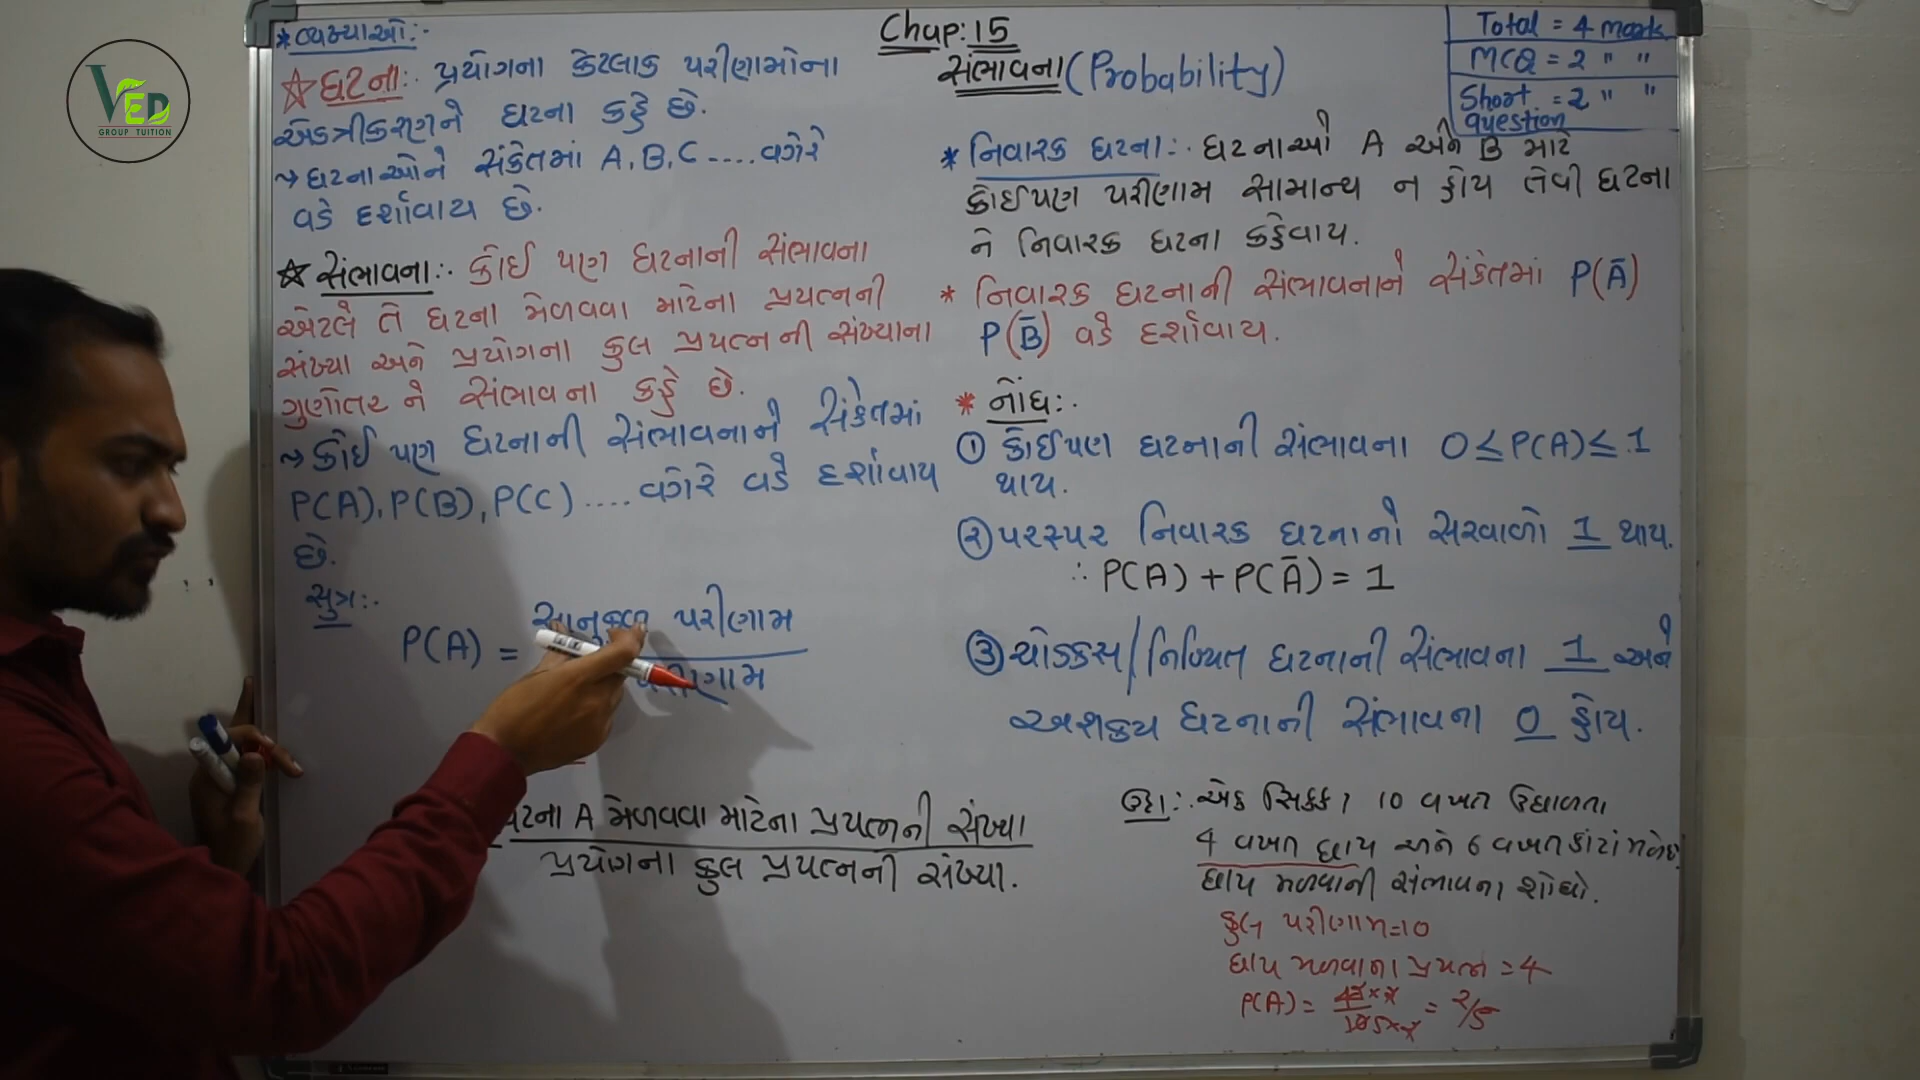 VED
GROUP TUITION
Chap:15
સંભાવના (Probability)
Total = 4 mark
MCQ = 2 " "
Short question = 2 " "
* વ્યખ્યાઓ:-
☆ ઘટના:- પ્રયોગના કેટલાક પરીણામોના
એકત્રીકરણને ઘટના કહે છે.
→ ઘટનાઓને સંકેતમાં A, B, C .... વગેરે
વડે દર્શાવાય છે.
☆ સંભાવના:- કોઈ પણ ઘટનાની સંભાવના
એટલે તે ઘટના મેળવવા માટેના પ્રયત્નની
સંખ્યા અને પ્રયોગના કુલ પ્રયત્ન ની સંખ્યાના
ગુણોતર ને સંભાવના કહે છે.
→ કોઈ પણ ઘટનાની સંભાવનાને સંકેતમાં
P(A), P(B), P(C) .... વગેરે વડે દર્શાવાય
છે.
સુત્ર:-
P(A) = આનુકુળ પરીણામ
પરીણામ
ઘટના A મેળવવા માટેના પ્રયત્નની સંખ્યા
પ્રયોગના કુલ પ્રયત્નની સંખ્યા.
* નિવારક ઘટના:- ઘટનાઓ A અને B માટે
કોઈપણ પરીણામ સામાન્ય ન હોય તેવી ઘટના
ને નિવારક ઘટના કહેવાય.
* નિવારક ઘટનાની સંભાવનાને સંકેતમાં P(Ā)
P(B̄) વડે દર્શાવાય.
* નોંધ:-
① કોઈપણ ઘટનાની સંભાવના 0 ≤ P(A) ≤ 1
થાય.
② પરસ્પર નિવારક ઘટનાનો સરવાળો 1 થાય.
∴ P(A) + P(Ā) = 1
③ ચોક્કસ/નિશ્ચિત ઘટનાની સંભાવના 1 અને
અશક્ય ઘટનાની સંભાવના 0 હોય.
ઉદા:- એક સિક્કા 10 વખત ઉછાળતા
4 વખત છાપ અને 6 વખત કાંટા મળે છે.
છાપ મળવાની સંભાવના શોધો.
કુલ પરીણામ=10
છાપ મળવાના પ્રયત્ન = 4
P(A) = = 2/5